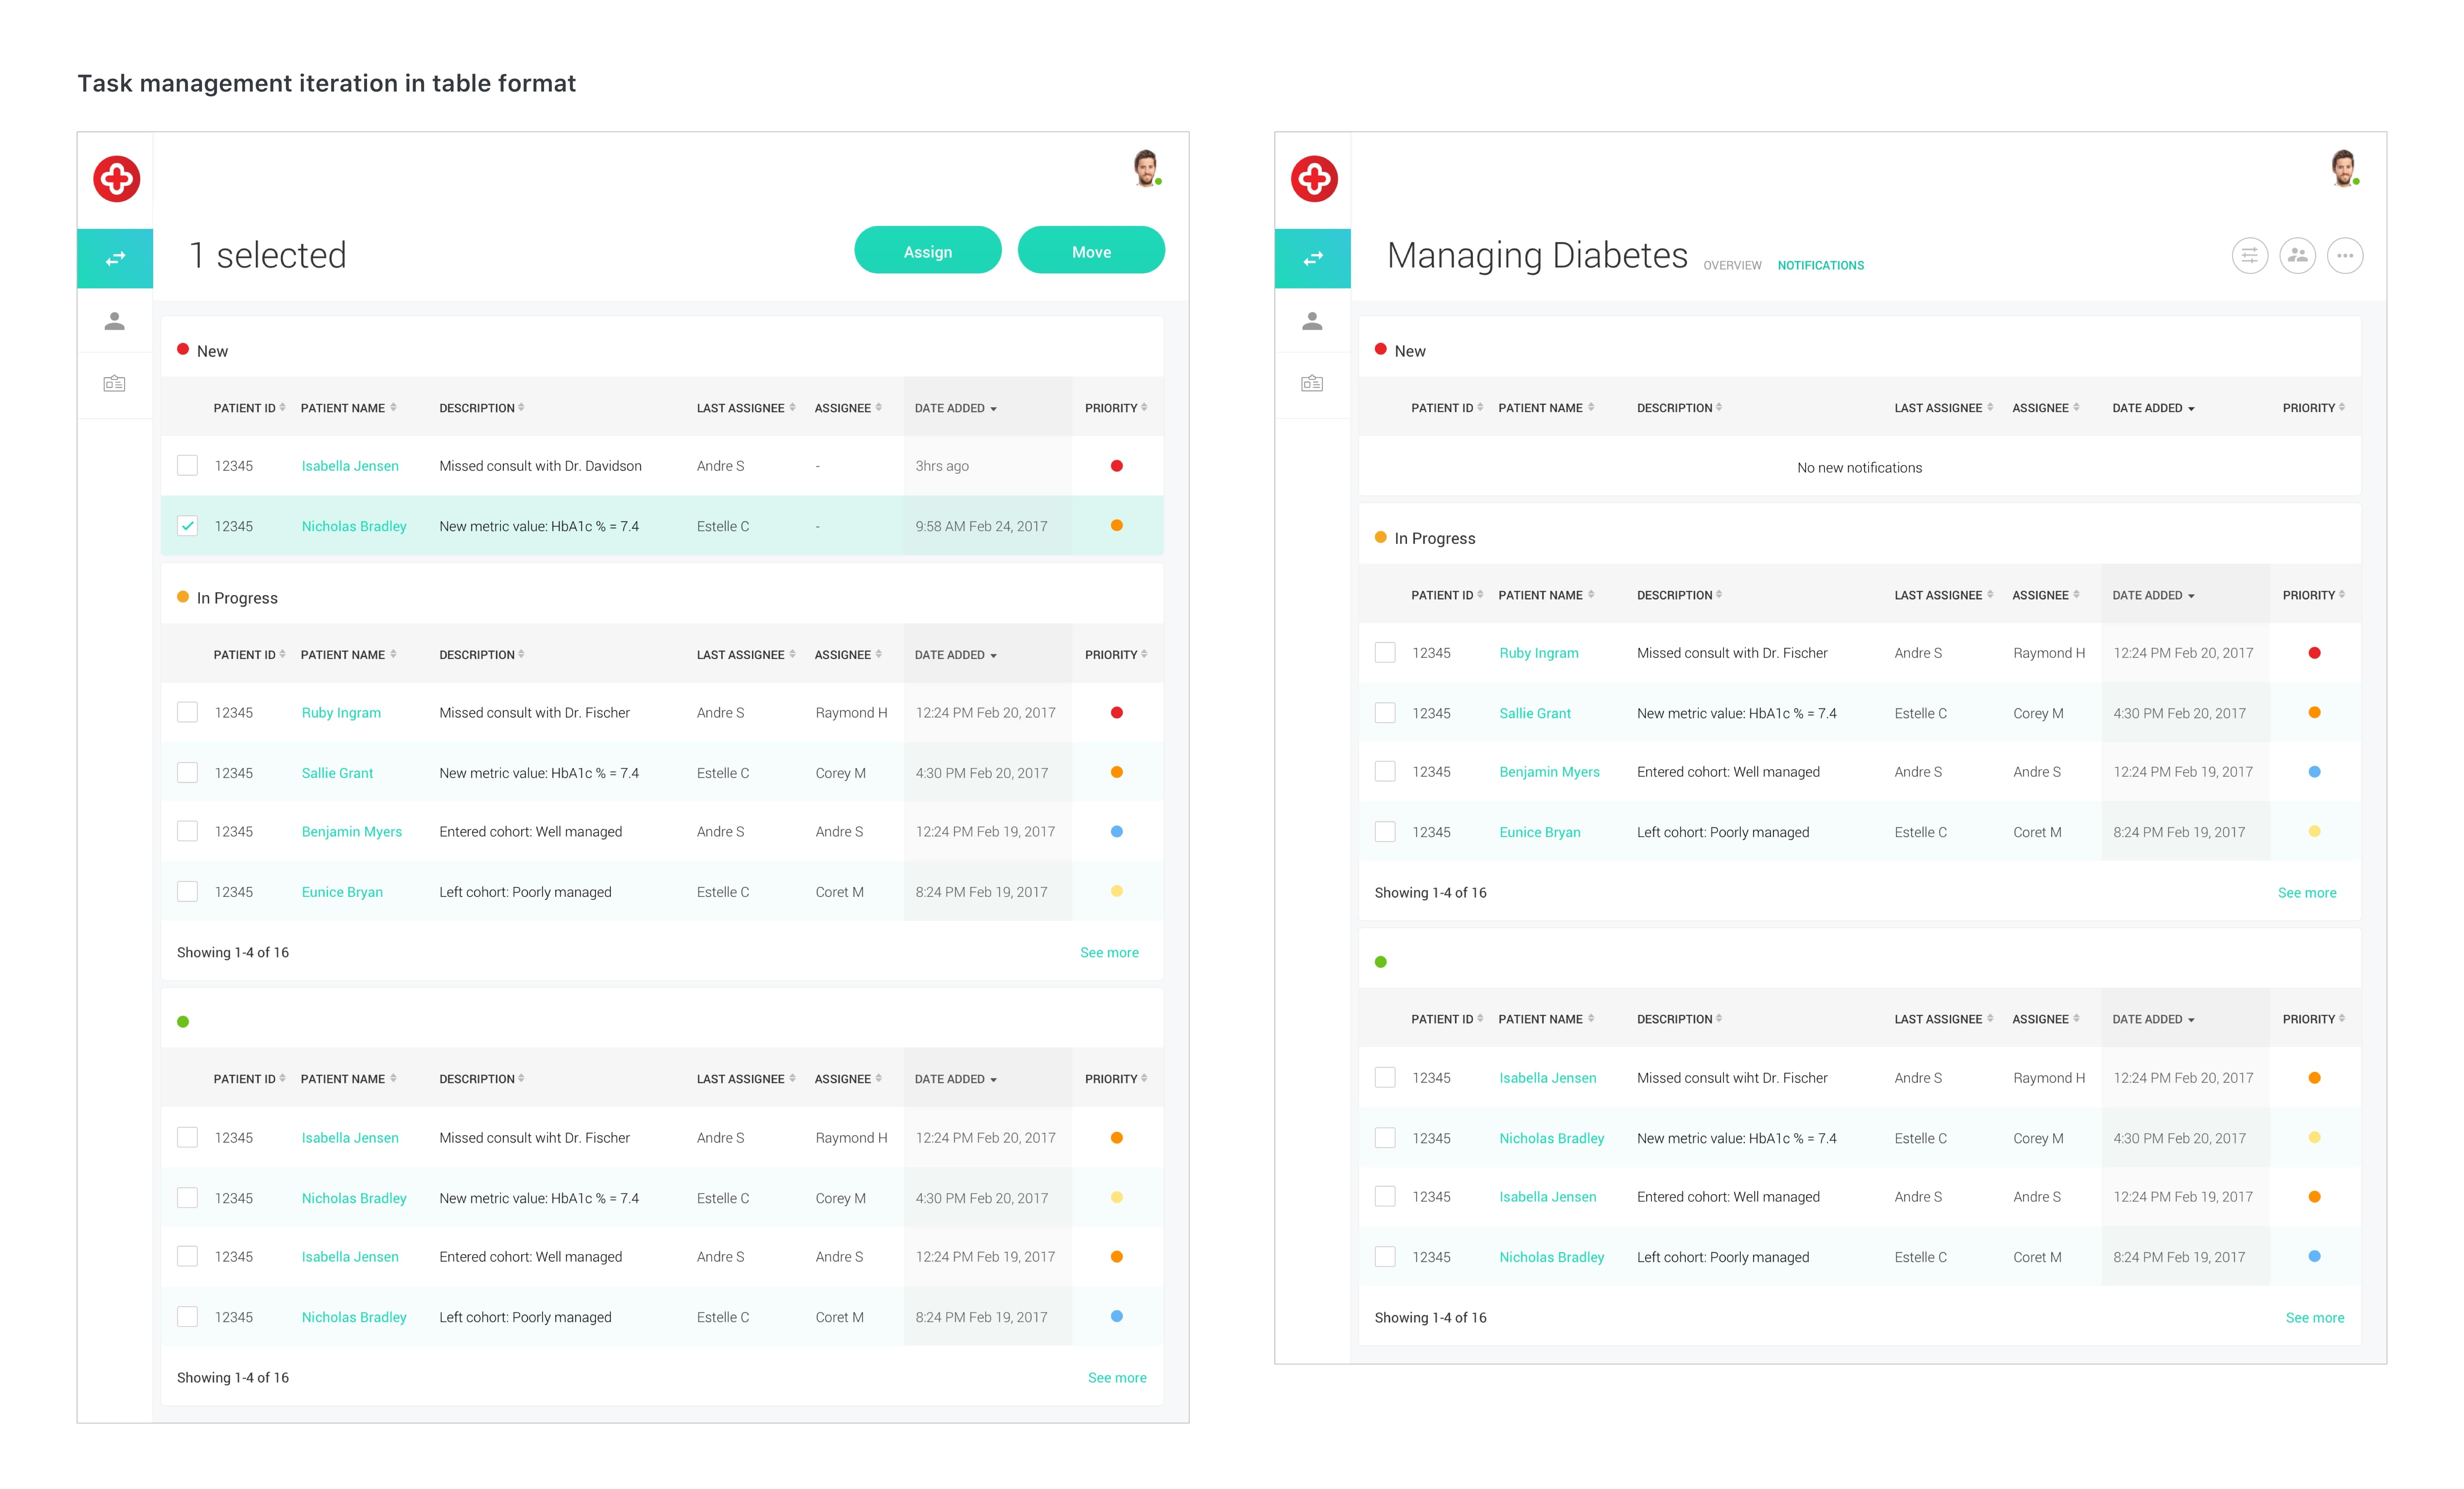 Task management iteration in table format
1 selected
Assign Move
New
PATIENT ID PATIENT NAME DESCRIPTION LAST ASSIGNEE ASSIGNEE DATE ADDED PRIORITY
12345 Isabella Jensen Missed consult with Dr. Davidson Andre S - 3hrs ago
12345 Nicholas Bradley New metric value: HbA1c % = 7.4 Estelle C - 9:58 AM Feb 24, 2017
In Progress
PATIENT ID PATIENT NAME DESCRIPTION LAST ASSIGNEE ASSIGNEE DATE ADDED PRIORITY
12345 Ruby Ingram Missed consult with Dr. Fischer Andre S Raymond H 12:24 PM Feb 20, 2017
12345 Sallie Grant New metric value: HbA1c % = 7.4 Estelle C Corey M 4:30 PM Feb 20, 2017
12345 Benjamin Myers Entered cohort: Well managed Andre S Andre S 12:24 PM Feb 19, 2017
12345 Eunice Bryan Left cohort: Poorly managed Estelle C Coret M 8:24 PM Feb 19, 2017
Showing 1-4 of 16 See more
PATIENT ID PATIENT NAME DESCRIPTION LAST ASSIGNEE ASSIGNEE DATE ADDED PRIORITY
12345 Isabella Jensen Missed consult wiht Dr. Fischer Andre S Raymond H 12:24 PM Feb 20, 2017
12345 Nicholas Bradley New metric value: HbA1c % = 7.4 Estelle C Corey M 4:30 PM Feb 20, 2017
12345 Isabella Jensen Entered cohort: Well managed Andre S Andre S 12:24 PM Feb 19, 2017
12345 Nicholas Bradley Left cohort: Poorly managed Estelle C Coret M 8:24 PM Feb 19, 2017
Showing 1-4 of 16 See more
Managing Diabetes OVERVIEW NOTIFICATIONS
New
PATIENT ID PATIENT NAME DESCRIPTION LAST ASSIGNEE ASSIGNEE DATE ADDED PRIORITY
No new notifications
In Progress
PATIENT ID PATIENT NAME DESCRIPTION LAST ASSIGNEE ASSIGNEE DATE ADDED PRIORITY
12345 Ruby Ingram Missed consult with Dr. Fischer Andre S Raymond H 12:24 PM Feb 20, 2017
12345 Sallie Grant New metric value: HbA1c % = 7.4 Estelle C Corey M 4:30 PM Feb 20, 2017
12345 Benjamin Myers Entered cohort: Well managed Andre S Andre S 12:24 PM Feb 19, 2017
12345 Eunice Bryan Left cohort: Poorly managed Estelle C Coret M 8:24 PM Feb 19, 2017
Showing 1-4 of 16 See more
PATIENT ID PATIENT NAME DESCRIPTION LAST ASSIGNEE ASSIGNEE DATE ADDED PRIORITY
12345 Isabella Jensen Missed consult wiht Dr. Fischer Andre S Raymond H 12:24 PM Feb 20, 2017
12345 Nicholas Bradley New metric value: HbA1c % = 7.4 Estelle C Corey M 4:30 PM Feb 20, 2017
12345 Isabella Jensen Entered cohort: Well managed Andre S Andre S 12:24 PM Feb 19, 2017
12345 Nicholas Bradley Left cohort: Poorly managed Estelle C Coret M 8:24 PM Feb 19, 2017
Showing 1-4 of 16 See more